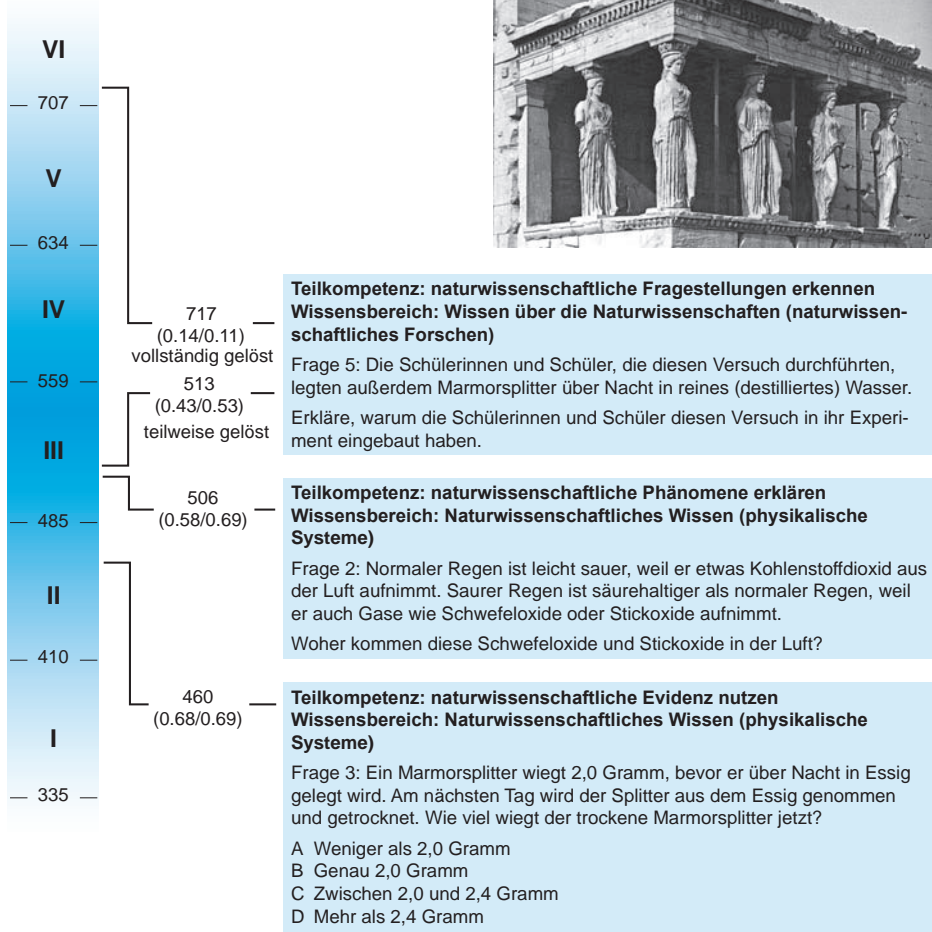 VI
— 707 —
V
— 634 —
IV
— 559 —
III
— 485 —
II
— 410 —
I
— 335 —
717
(0.14/0.11)
vollständig gelöst
513
(0.43/0.53)
teilweise gelöst
506
(0.58/0.69)
460
(0.68/0.69)
Teilkompetenz: naturwissenschaftliche Fragestellungen erkennen
Wissensbereich: Wissen über die Naturwissenschaften (naturwissen-
schaftliches Forschen)
Frage 5: Die Schülerinnen und Schüler, die diesen Versuch durchführten,
legten außerdem Marmorsplitter über Nacht in reines (destilliertes) Wasser.
Erkläre, warum die Schülerinnen und Schüler diesen Versuch in ihr Experi-
ment eingebaut haben.
Teilkompetenz: naturwissenschaftliche Phänomene erklären
Wissensbereich: Naturwissenschaftliches Wissen (physikalische
Systeme)
Frage 2: Normaler Regen ist leicht sauer, weil er etwas Kohlenstoffdioxid aus
der Luft aufnimmt. Saurer Regen ist säurehaltiger als normaler Regen, weil
er auch Gase wie Schwefeloxide oder Stickoxide aufnimmt.
Woher kommen diese Schwefeloxide und Stickoxide in der Luft?
Teilkompetenz: naturwissenschaftliche Evidenz nutzen
Wissensbereich: Naturwissenschaftliches Wissen (physikalische
Systeme)
Frage 3: Ein Marmorsplitter wiegt 2,0 Gramm, bevor er über Nacht in Essig
gelegt wird. Am nächsten Tag wird der Splitter aus dem Essig genommen
und getrocknet. Wie viel wiegt der trockene Marmorsplitter jetzt?
A Weniger als 2,0 Gramm
B Genau 2,0 Gramm
C Zwischen 2,0 und 2,4 Gramm
D Mehr als 2,4 Gramm